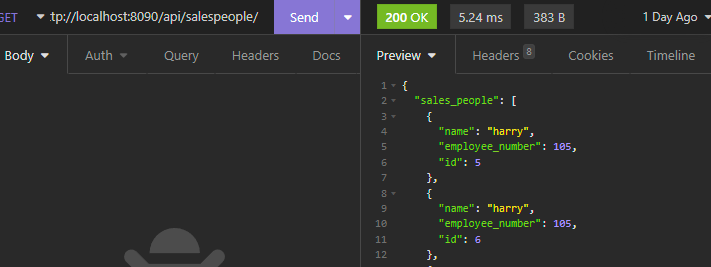 GET tp://localhost:8090/api/salespeople/ Send 200 OK 5.24 ms 383 B 1 Day Ago
Body Auth Query Headers Docs Preview Headers 8 Cookies Timeline
1 {
2 "sales_people": [
3 {
4 "name": "harry",
5 "employee_number": 105,
6 "id": 5
7 },
8 {
9 "name": "harry",
10 "employee_number": 105,
11 "id": 6
12 },